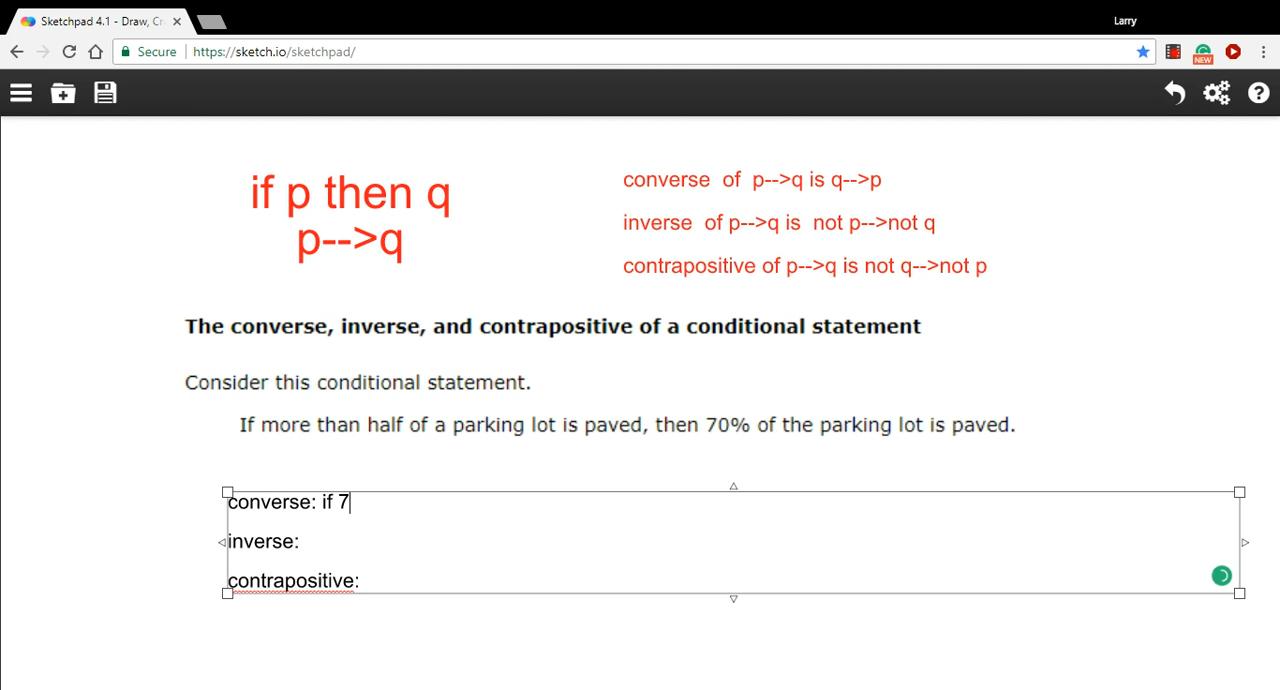 Sketchpad 4.1 - Draw, Cr
Larry
Secure https://sketch.io/sketchpad/
NEW
if p then q
p-->q
converse of p-->q is q-->p
inverse of p-->q is not p-->not q
contrapositive of p-->q is not q-->not p
The converse, inverse, and contrapositive of a conditional statement
Consider this conditional statement.
If more than half of a parking lot is paved, then 70% of the parking lot is paved.
converse: if 7
inverse:
contrapositive: